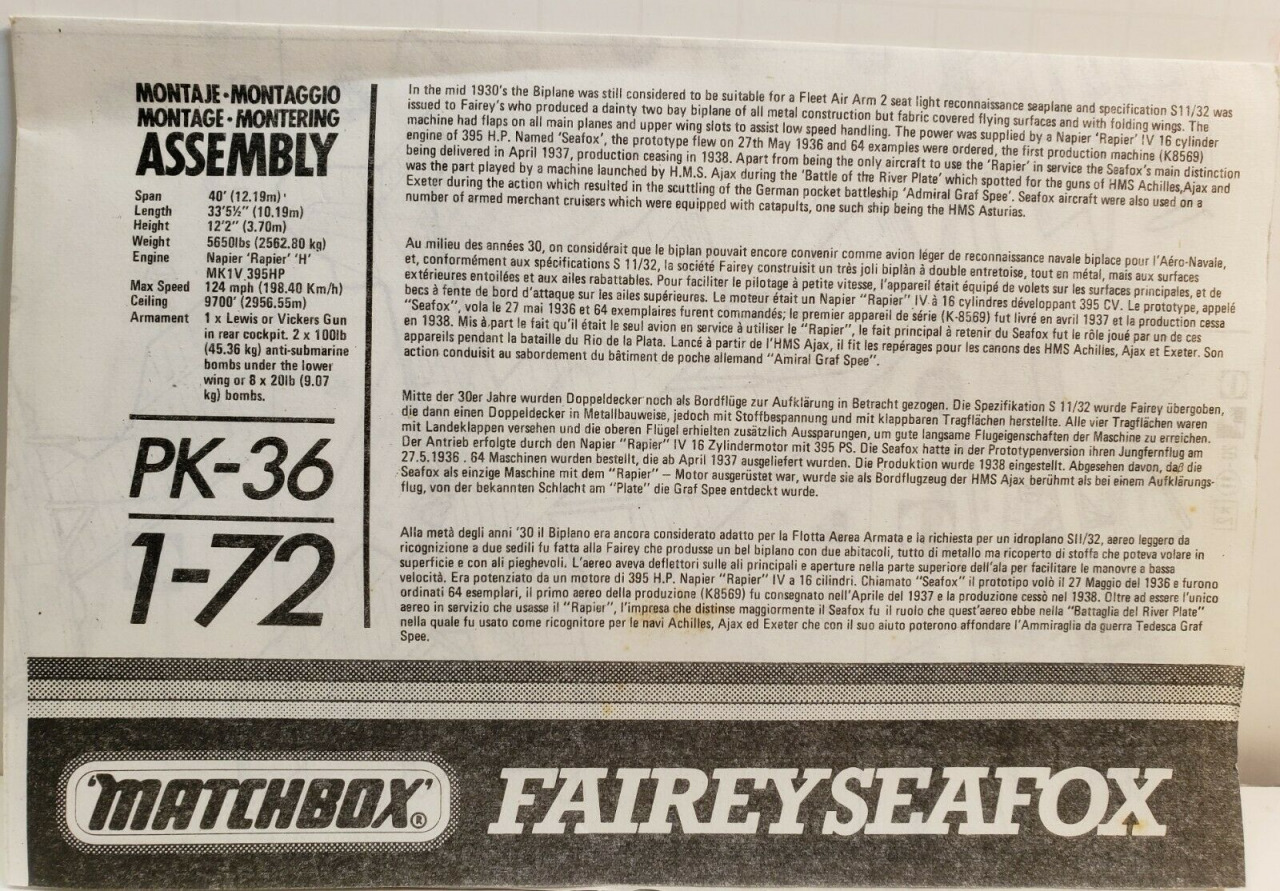 MONTAJE·MONTAGGIO
MONTAGE·MONTERING
ASSEMBLY
Span 40' (12.19m)
Length 33'5½" (10.19m)
Height 12'2" (3.70m)
Weight 5650lbs (2562.80 kg)
Engine Napier 'Rapier' 'H'
MK1V 395HP
Max Speed 124 mph (198.40 Km/h)
Ceiling 9700' (2956.55m)
Armament 1 x Lewis or Vickers Gun
in rear cockpit. 2 x 100lb
(45.36 kg) anti-submarine
bombs under the lower
wing or 8 x 20lb (9.07
kg) bombs.
PK-36
1-72
In the mid 1930's the Biplane was still considered to be suitable for a Fleet Air Arm 2 seat light reconnaissance seaplane and specification S11/32 was
issued to Fairey's who produced a dainty two bay biplane of all metal construction but fabric covered flying surfaces and with folding wings. The
machine had flaps on all main planes and upper wing slots to assist low speed handling. The power was supplied by a Napier 'Rapier' IV 16 cylinder
engine of 395 H.P. Named 'Seafox', the prototype flew on 27th May 1936 and 64 examples were ordered, the first production machine (K8569)
being delivered in April 1937, production ceasing in 1938. Apart from being the only aircraft to use the 'Rapier' in service the Seafox's main distinction
was the part played by a machine launched by H.M.S. Ajax during the 'Battle of the River Plate' which spotted for the guns of HMS Achilles,Ajax and
Exeter during the action which resulted in the scuttling of the German pocket battleship 'Admiral Graf Spee'. Seafox aircraft were also used on a
number of armed merchant cruisers which were equipped with catapults, one such ship being the HMS Asturias.
Au milieu des années 30, on considérait que le biplan pouvait encore convenir comme avion léger de reconnaissance navale biplace pour l'Aéro-Navale,
et, conformément aux spécifications S 11/32, la société Fairey construisit un très joli biplàn à double entretoise, tout en métal, mais aux surfaces
extérieures entoilées et aux ailes rabattables. Pour faciliter le pilotage à petite vitesse, l'appareil était équipé de volets sur les surfaces principales, et de
becs à fente de bord d'attaque sur les ailes supérieures. Le moteur était un Napier "Rapier" IV à 16 cylindres développant 395 CV. Le prototype, appelé
"Seafox", vola le 27 mai 1936 et 64 exemplaires furent commandés; le premier appareil de série (K-8569) fut livré en avril 1937 et la production cessa
en 1938. Mis à part le fait qu'il était le seul avion en service à utiliser le "Rapier", le fait principal à retenir du Seafox fut le rôle joué par un de ces
appareils pendant la bataille du Rio de la Plata. Lancé à partir de l'HMS Ajax, il fit les repérages pour les canons des HMS Achilles, Ajax et Exeter. Son
action conduisit au sabordement du bâtiment de poche allemand "Amiral Graf Spee".
Mitte der 30er Jahre wurden Doppeldecker noch als Bordflüge zur Aufklärung in Betracht gezogen. Die Spezifikation S 11/32 wurde Fairey übergoben,
die dann einen Doppeldecker in Metallbauweise, jedoch mit Stoffbespannung und mit klappbaren Tragflächen herstellte. Alle vier Tragflächen waren
mit Landeklappen versehen und die oberen Flügel erhielten zusätzlich Aussparungen, um gute langsame Flugeigenschaften der Maschine zu erreichen.
Der Antrieb erfolgte durch den Napier "Rapier" IV 16 Zylindermotor mit 395 PS. Die Seafox hatte in der Prototypenversion ihren Jungfernflug am
27.5.1936 . 64 Maschinen wurden bestellt, die ab April 1937 ausgeliefert wurden. Die Produktion wurde 1938 eingestellt. Abgesehen davon, daß die
Seafox als einzige Maschine mit dem "Rapier" — Motor ausgerüstet war, wurde sie als Bordflugzeug der HMS Ajax berühmt als bei einem Aufklärungs-
flug, von der bekannten Schlacht am "Plate" die Graf Spee entdeckt wurde.
Alla metà degli anni '30 il Biplano era ancora considerato adatto per la Flotta Aerea Armata e la richiesta per un idroplano SII/32, aereo leggero da
ricognizione a due sedili fu fatta alla Fairey che produsse un bel biplano con due abitacoli, tutto di metallo ma ricoperto di stoffa che poteva volare in
superficie e con ali pieghevoli. L'aereo aveva deflettori sulle ali principali e aperture nella parte superiore dell'ala per facilitare le manovre a bassa
velocità. Era potenziato da un motore di 395 H.P. Napier "Rapier" IV a 16 cilindri. Chiamato "Seafox" il prototipo volò il 27 Maggio del 1936 e furono
ordinati 64 esemplari, il primo aereo della produzione (K8569) fu consegnato nell'Aprile del 1937 e la produzione cessò nel 1938. Oltre ad essere l'unico
aereo in servizio che usasse il "Rapier", l'impresa che distinse maggiormente il Seafox fu il ruolo che quest'aereo ebbe nella "Battaglia del River Plate"
nella quale fu usato come ricognitore per le navi Achilles, Ajax ed Exeter che con il suo aiuto poterono affondare l'Ammiraglia da guerra Tedesca Graf
Spee.
'MATCHBOX'®
FAIREY SEAFOX